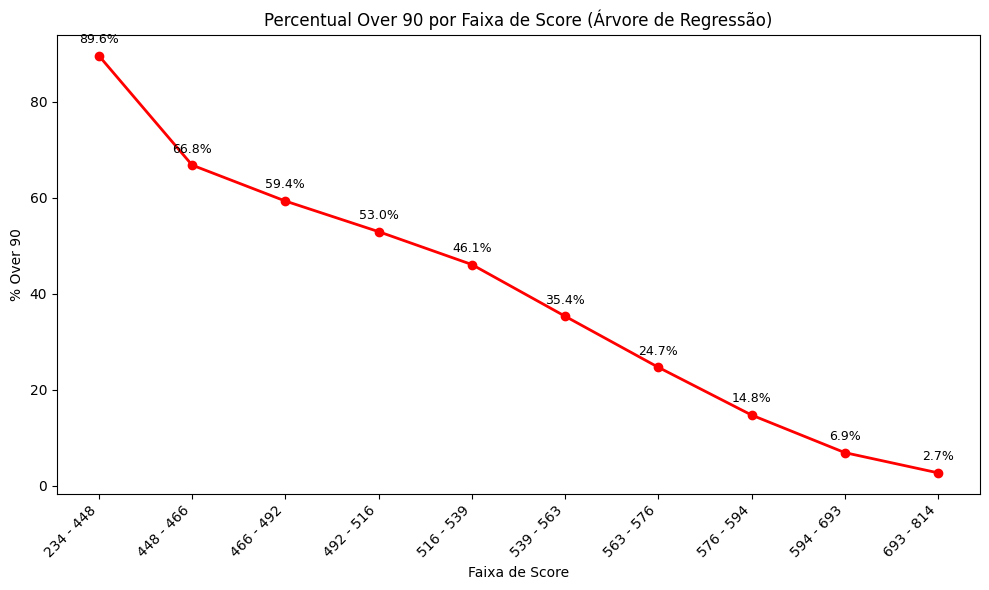 Percentual Over 90 por Faixa de Score (Árvore de Regressão)
89.6%
66.8%
59.4%
53.0%
46.1%
35.4%
24.7%
14.8%
6.9%
2.7%
% Over 90
80
60
40
20
0
234 - 448
448 - 466
466 - 492
492 - 516
516 - 539
539 - 563
563 - 576
576 - 594
594 - 693
693 - 814
Faixa de Score